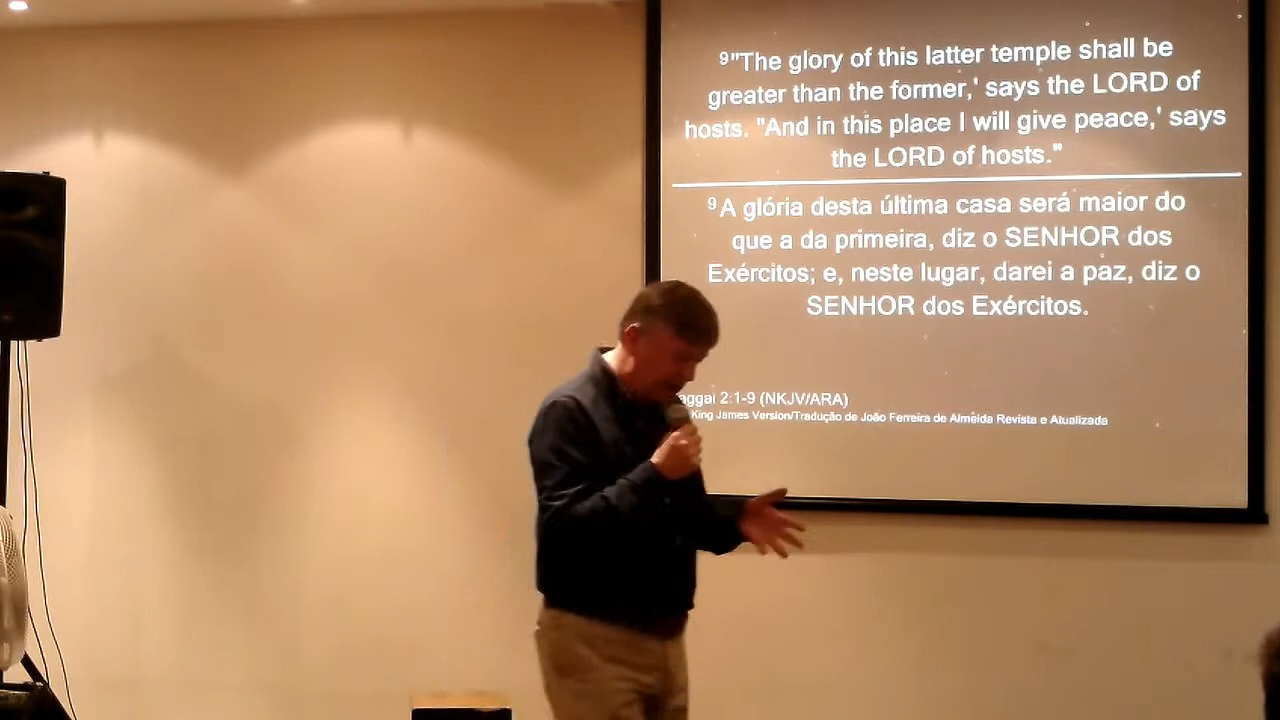 9"The glory of this latter temple shall be
greater than the former,' says the LORD of
hosts. "And in this place I will give peace,' says
the LORD of hosts."
9A glória desta última casa será maior do
que a da primeira, diz o SENHOR dos
Exércitos; e, neste lugar, darei a paz, diz o
SENHOR dos Exércitos.
aggai 2:1-9 (NKJV/ARA)
King James Version/Tradução de João Ferreira de Almeida Revista e Atualizada